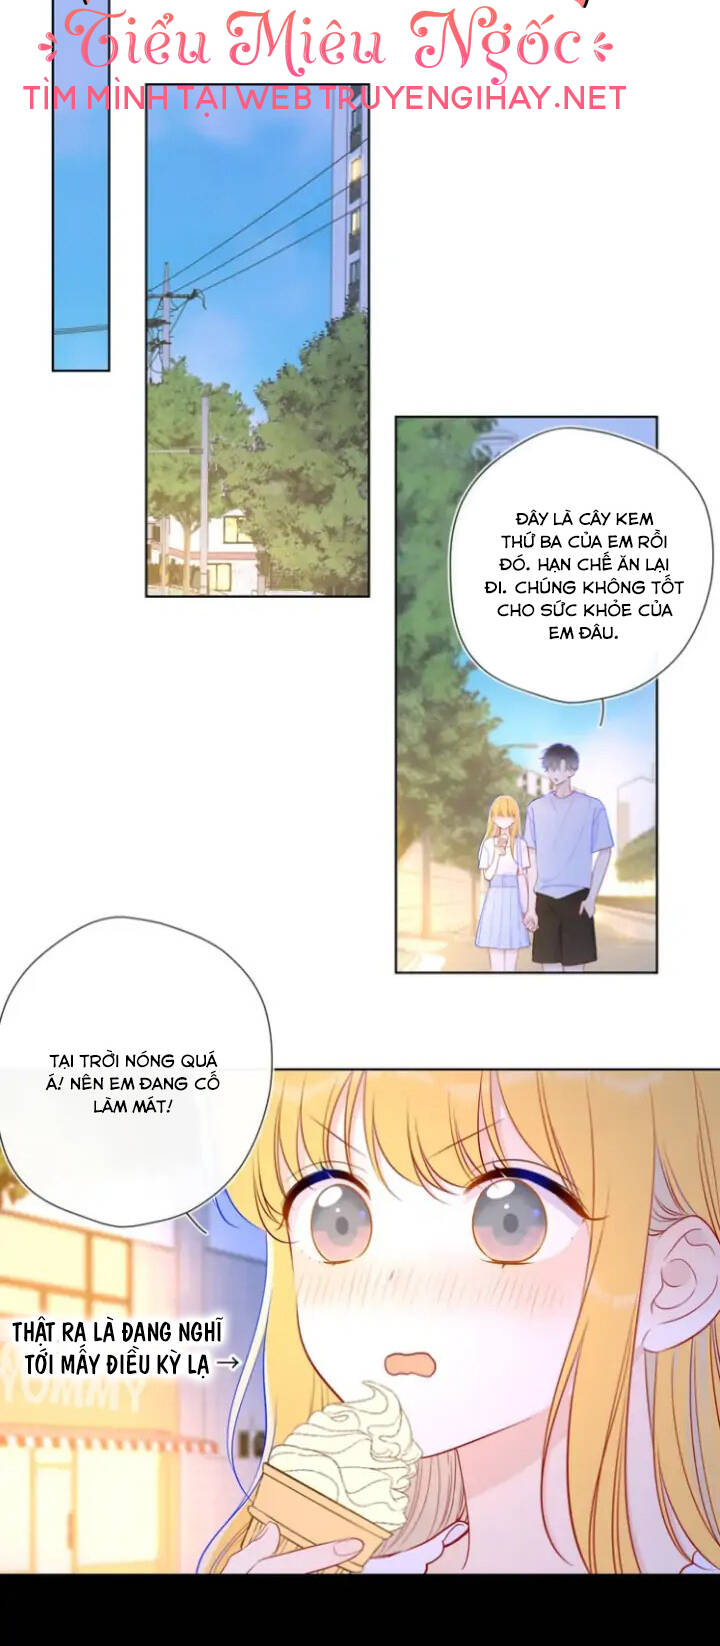 Tiểu Miêu Ngốc
TÌM MÌNH TẠI WEB TRUYENGIHAY.NET
ĐÂY LÀ CÂY KEM
THỨ BA CỦA EM RỒI
ĐÓ. HẠN CHẾ ĂN LẠI
ĐI. CHÚNG KHÔNG TỐT
CHO SỨC KHỎE CỦA
EM ĐÂU.
TẠI TRỜI NÓNG QUÁ
Á! NÊN EM ĐANG CỐ
LÀM MÁT!
THẬT RA LÀ ĐANG NGHĨ
TỚI MẤY ĐIỀU KỲ LẠ →
YOMMY